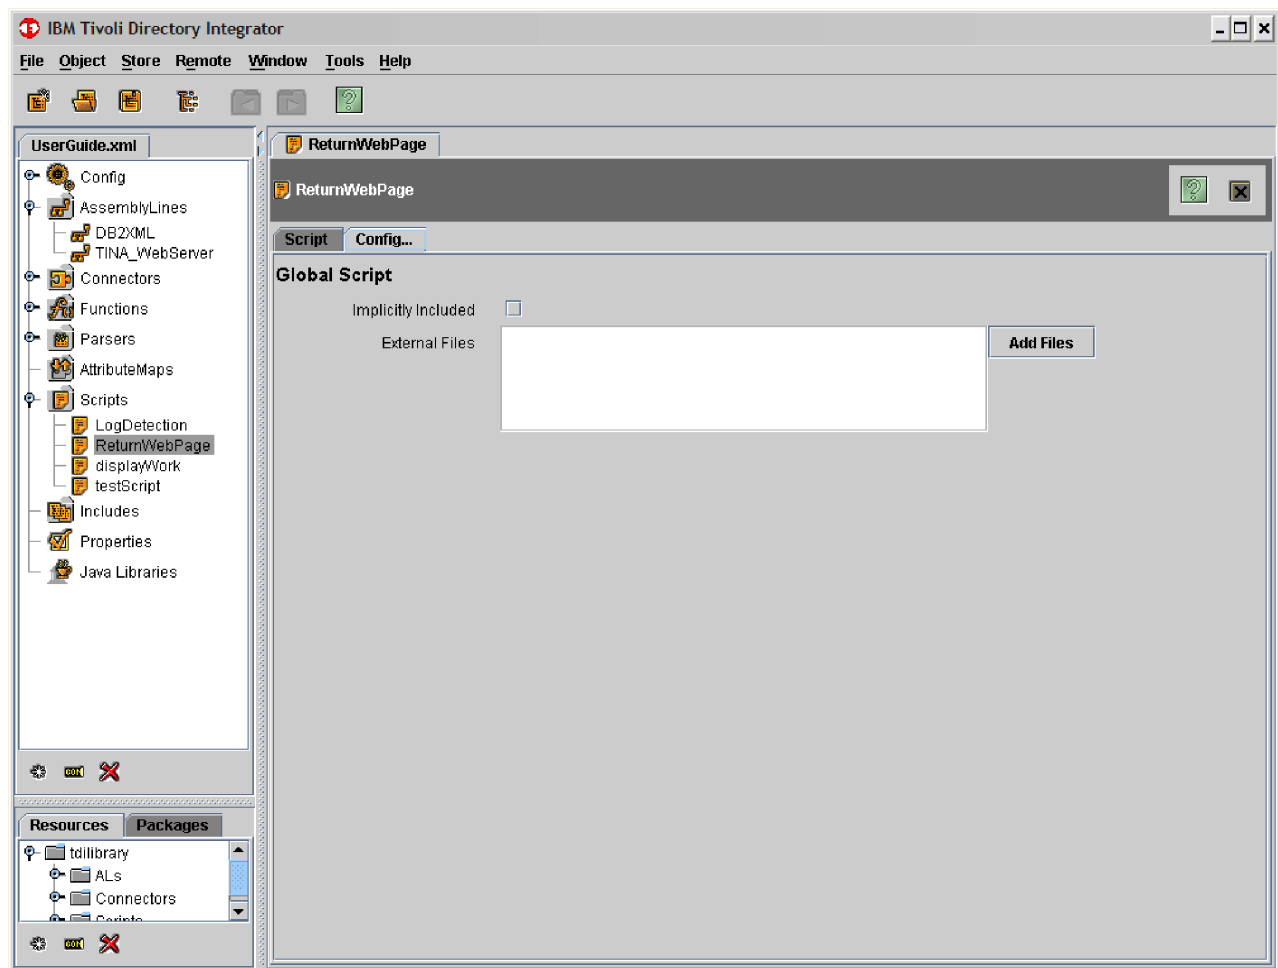 IBM Tivoli Directory Integrator
File Object Store Remote Window Tools Help
UserGuide.xml
Config
AssemblyLines
DB2XML
TINA_WebServer
Connectors
Functions
Parsers
AttributeMaps
Scripts
LogDetection
ReturnWebPage
displayWork
testScript
Includes
Properties
Java Libraries
Resources Packages
tdilibrary
ALs
Connectors
Scripts
ReturnWebPage
ReturnWebPage
Script Config...
Global Script
Implicitly Included
External Files
Add Files